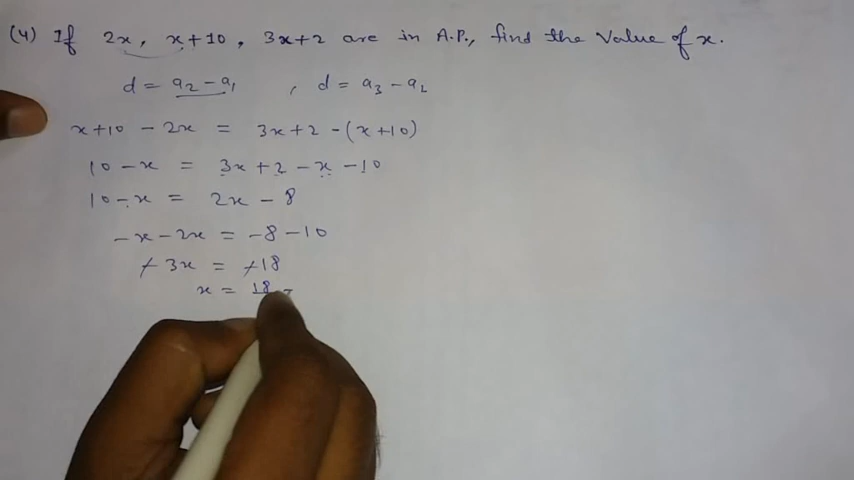 (4) If 2x, x+10, 3x+2 are in A.P., find the value of x.
d = a₂ - a₁ , d = a₃ - a₂
x+10 - 2x = 3x+2 - (x+10)
10 - x = 3x + 2 - x - 10
10 - x = 2x - 8
-x - 2x = -8 - 10
-3x = -18
x = 18